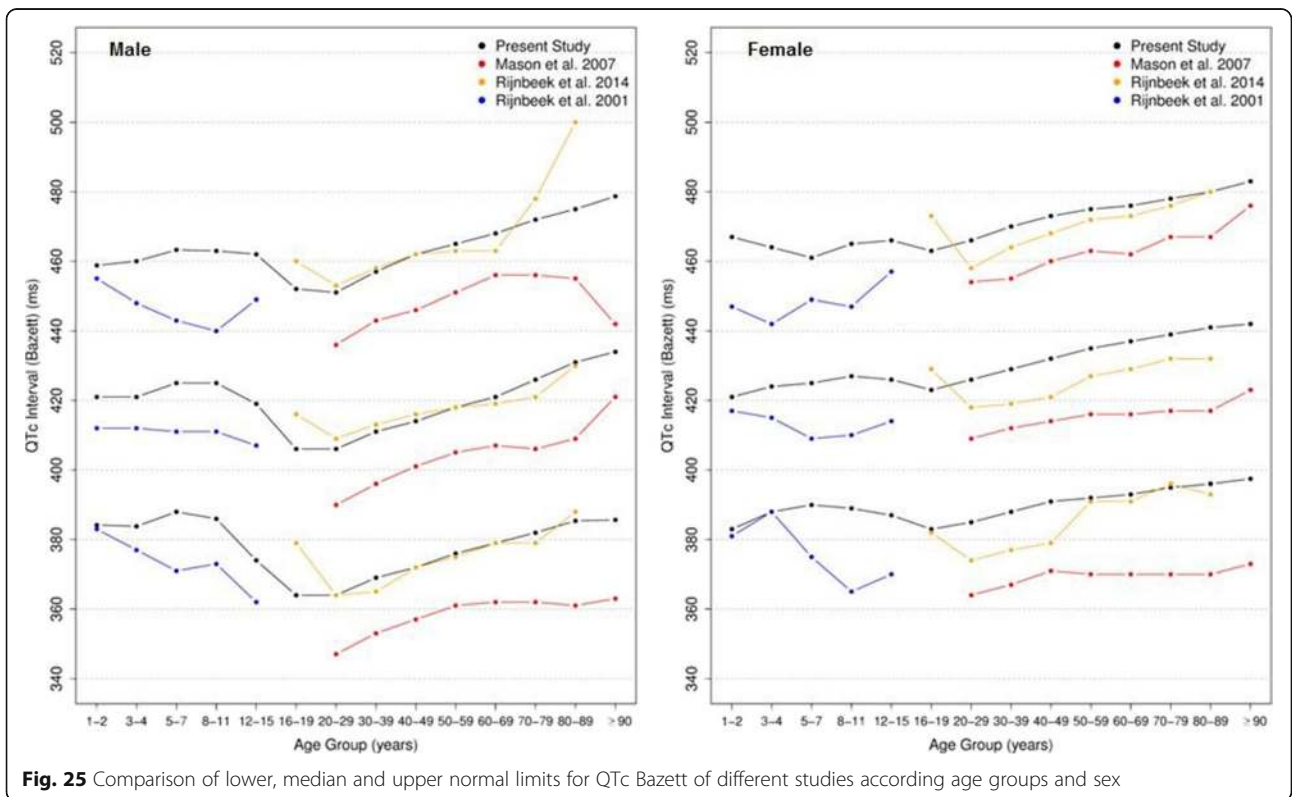 Male
Present Study
Mason et al. 2007
Rijnbeek et al. 2014
Rijnbeek et al. 2001
QTc Interval (Bazett) (ms)
520
500
480
460
440
420
400
380
360
340
1–2 3–4 5–7 8–11 12–15 16–19 20–29 30–39 40–49 50–59 60–69 70–79 80–89 ≥90
Age Group (years)
Female
Present Study
Mason et al. 2007
Rijnbeek et al. 2014
Rijnbeek et al. 2001
QTc Interval (Bazett) (ms)
520
500
480
460
440
420
400
380
360
340
1–2 3–4 5–7 8–11 12–15 16–19 20–29 30–39 40–49 50–59 60–69 70–79 80–89 ≥90
Age Group (years)
Fig. 25 Comparison of lower, median and upper normal limits for QTc Bazett of different studies according age groups and sex